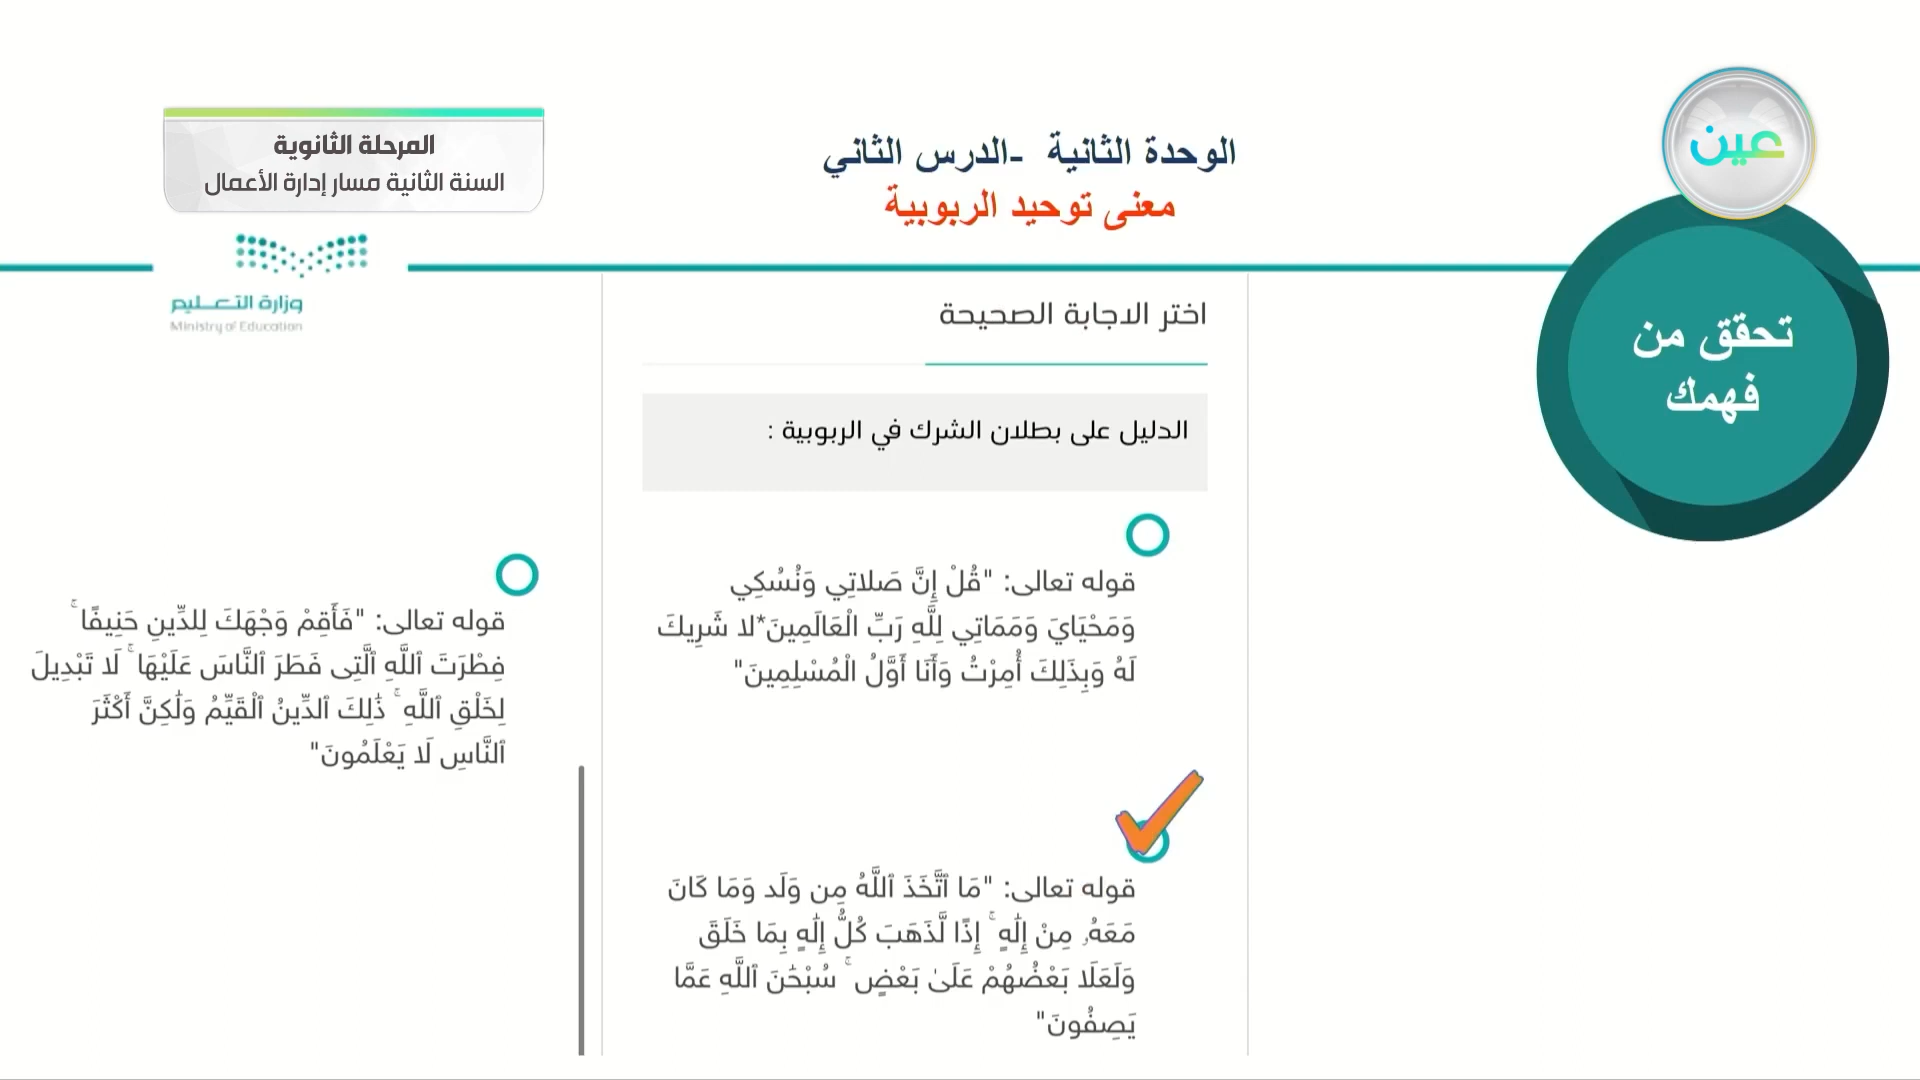 عين
الوحدة الثانية -الدرس الثاني
معنى توحيد الربوبية
المرحلة الثانوية
السنة الثانية مسار إدارة الأعمال
وزارة التعليم
Ministry of Education
تحقق من
فهمك
اختر الاجابة الصحيحة
الدليل على بطلان الشرك في الربوبية :
قوله تعالى: "قُلْ إِنَّ صَلاتِي وَنُسُكِي
وَمَحْيَايَ وَمَمَاتِي لِلَّهِ رَبِّ الْعَالَمِينَ*لا شَرِيكَ
لَهُ وَبِذَلِكَ أُمِرْتُ وَأَنَا أَوَّلُ الْمُسْلِمِينَ"
قوله تعالى: "مَا ٱتَّخَذَ ٱللَّهُ مِن وَلَد وَمَا كَانَ
مَعَهُۥ مِنْ إِلَٰهٍ ۚ إِذًا لَّذَهَبَ كُلُّ إِلَٰهٍ بِمَا خَلَقَ
وَلَعَلَا بَعْضُهُمْ عَلَىٰ بَعْضٍ ۚ سُبْحَٰنَ ٱللَّهِ عَمَّا
يَصِفُونَ"
قوله تعالى: "فَأَقِمْ وَجْهَكَ لِلدِّينِ حَنِيفًا ۚ
فِطْرَتَ ٱللَّهِ ٱلَّتِى فَطَرَ ٱلنَّاسَ عَلَيْهَا ۚ لَا تَبْدِيلَ
لِخَلْقِ ٱللَّهِ ۚ ذَٰلِكَ ٱلدِّينُ ٱلْقَيِّمُ وَلَٰكِنَّ أَكْثَرَ
ٱلنَّاسِ لَا يَعْلَمُونَ"